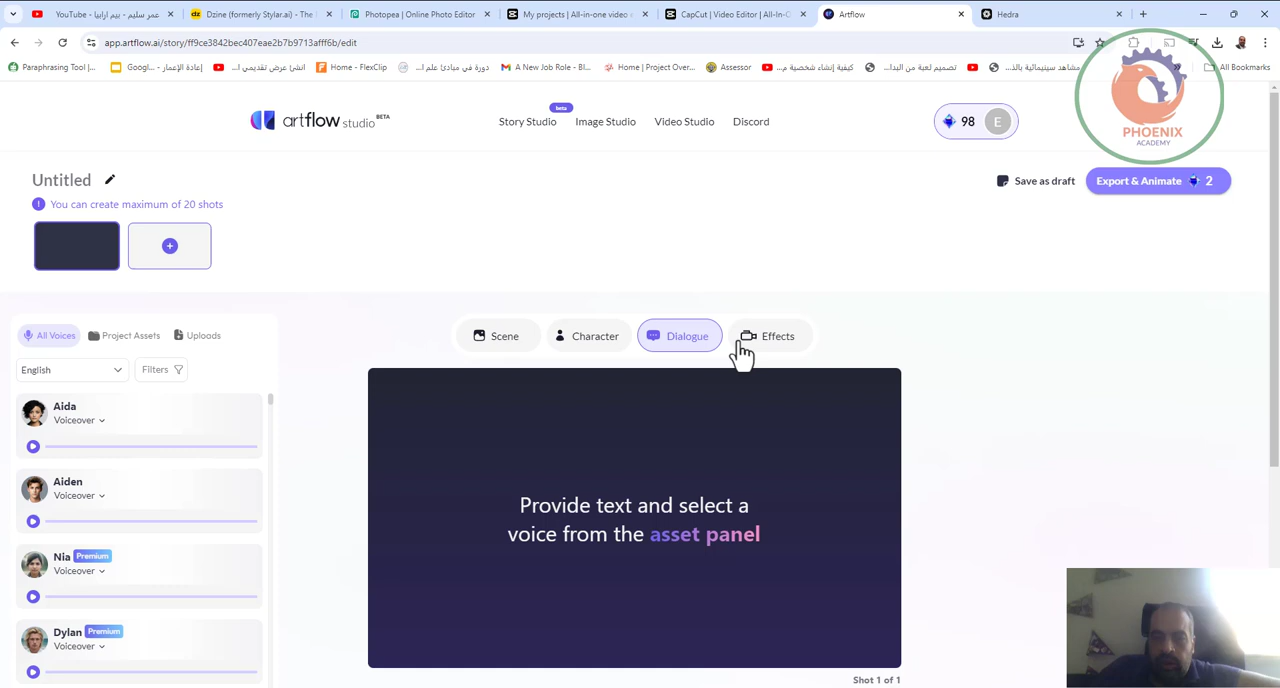 YouTube - عمر سليم - بيم ارابيا
Dzine (formerly Stylar.ai) - The
Photopea | Online Photo Editor
My projects | All-in-one video e
CapCut | Video Editor | All-In-O
Artflow
Hedra
app.artflow.ai/story/ff9ce3842bec407eae2b7b9713afff6b/edit
Paraphrasing Tool |...
إعادة الإعمار - Googl...
انشئ عرض تقديمي ا...
Home - FlexClip
دورة في مبادئ علم ا...
A New Job Role - Bl...
Home | Project Over...
Assessor
كيفية إنشاء شخصية م...
تصميم لعبة من البدا...
مشاهد سينيمائية بالذ...
All Bookmarks
artflow studio BETA
beta
Story Studio
Image Studio
Video Studio
Discord
98
E
PHOENIX
ACADEMY
Untitled
Save as draft
Export & Animate 2
You can create maximum of 20 shots
All Voices
Project Assets
Uploads
Scene
Character
Dialogue
Effects
English
Filters
Aida
Voiceover
Aiden
Voiceover
Nia Premium
Voiceover
Dylan Premium
Voiceover
Provide text and select a
voice from the asset panel
Shot 1 of 1